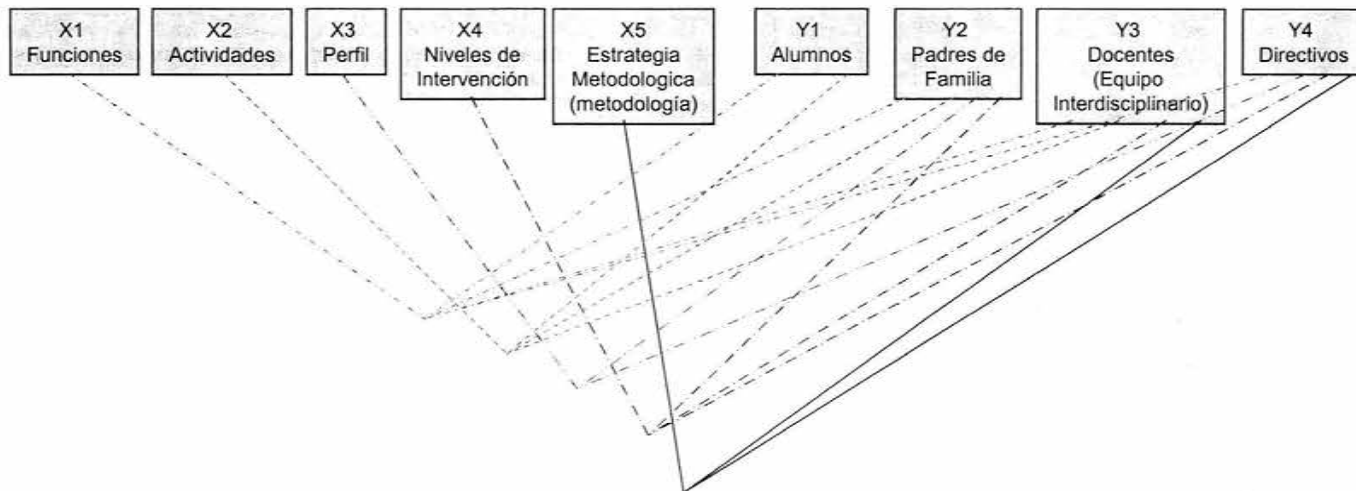 X1
Funciones
X2
Actividades
X3
Perfil
X4
Niveles de
Intervención
X5
Estrategia
Metodologica
(metodología)
Y1
Alumnos
Y2
Padres de
Familia
Y3
Docentes
(Equipo
Interdisciplinario)
Y4
Directivos